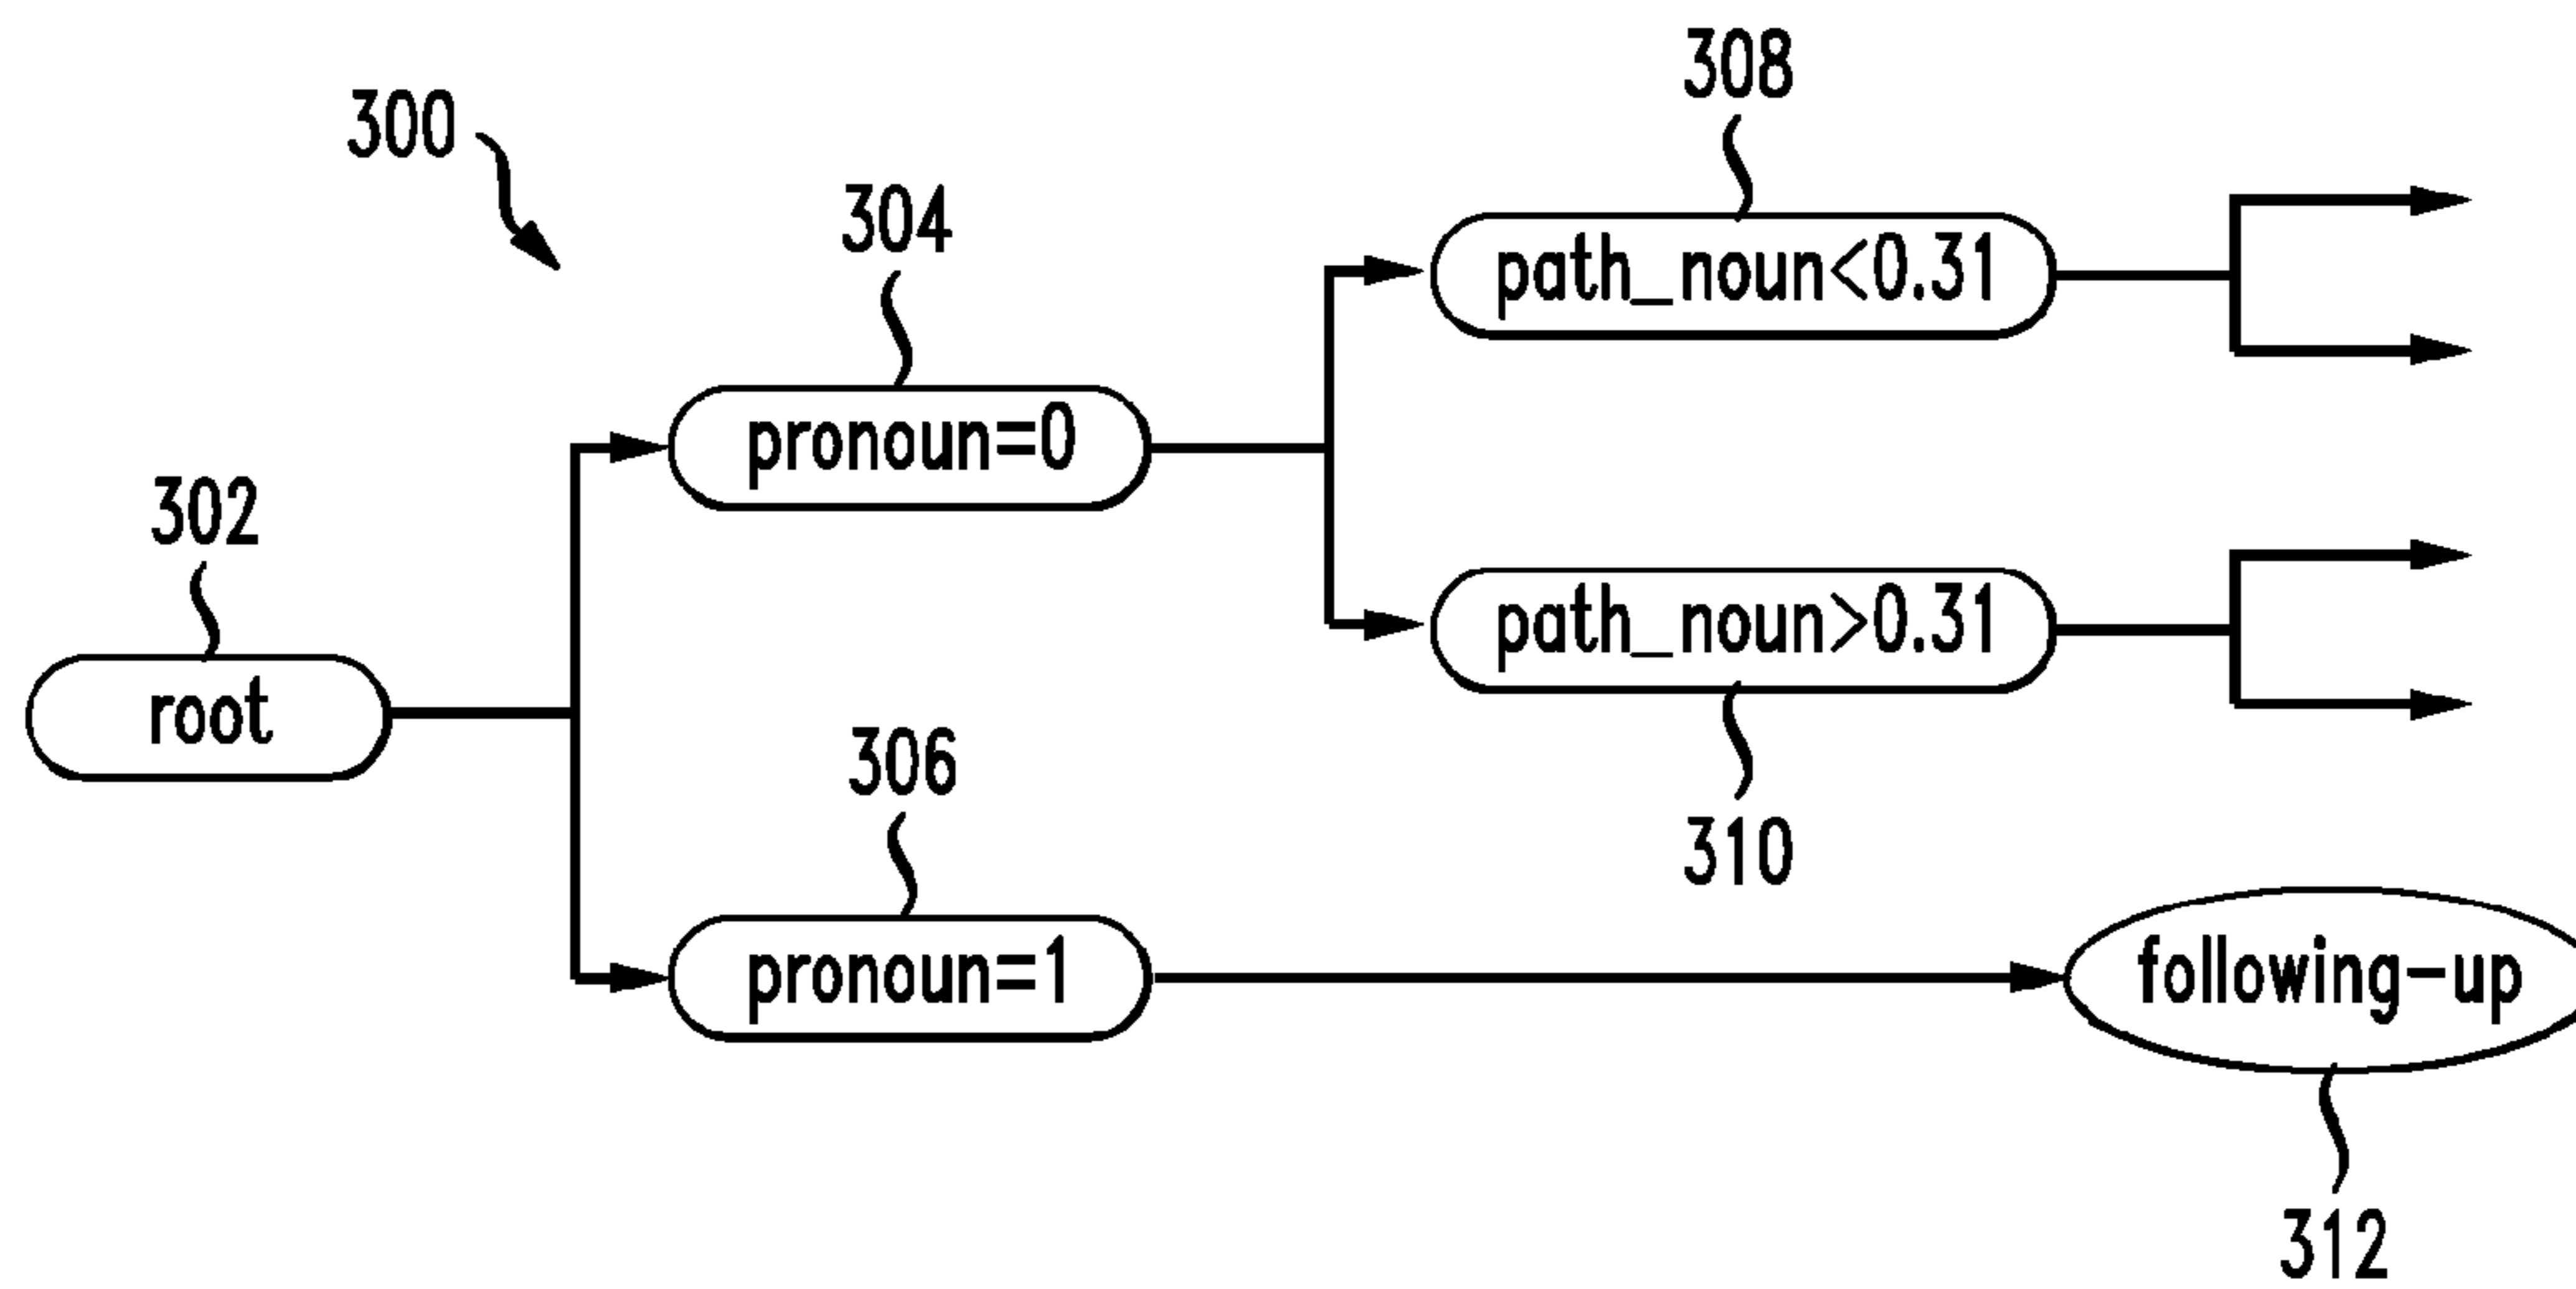 308
300
304
path_noun<0.31
pronoun=0
302
path_noun>0.31
root
306
310
pronoun=1
following-up
312